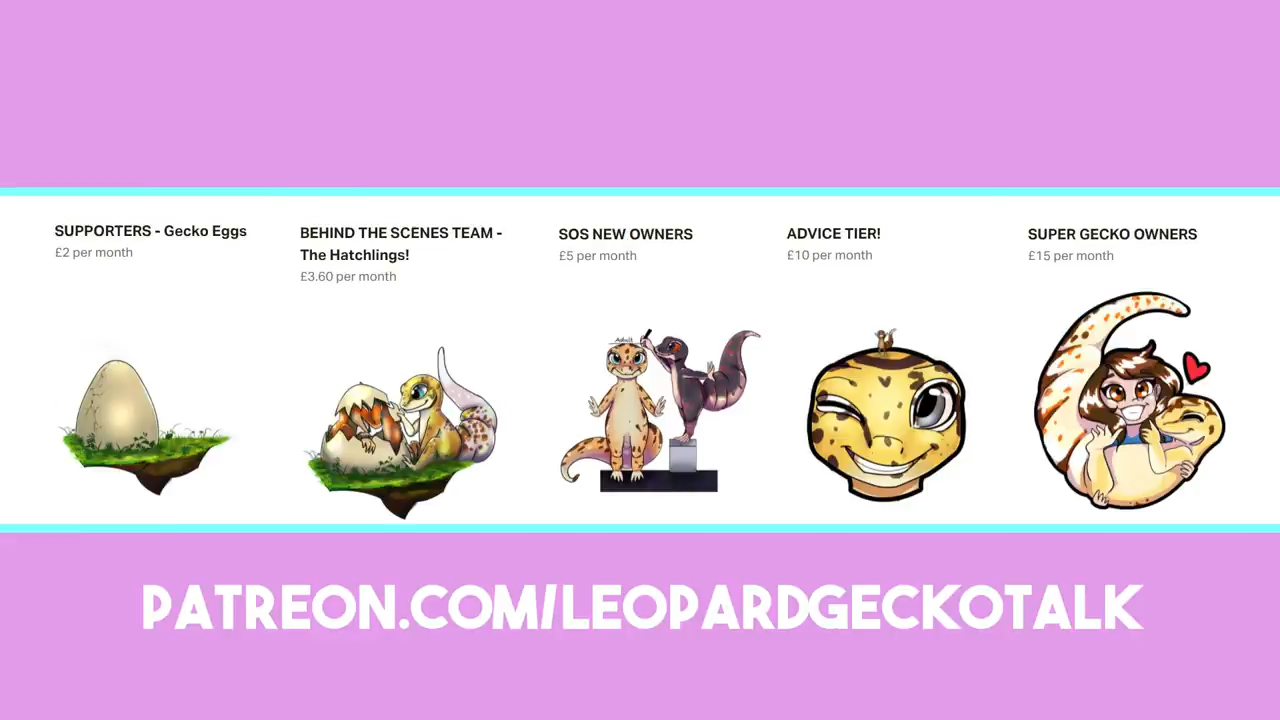 SUPPORTERS - Gecko Eggs
£2 per month
BEHIND THE SCENES TEAM -
The Hatchlings!
£3.60 per month
SOS NEW OWNERS
£5 per month
ADVICE TIER!
£10 per month
SUPER GECKO OWNERS
£15 per month
PATREON.COM/LEOPARDGECKOTALK